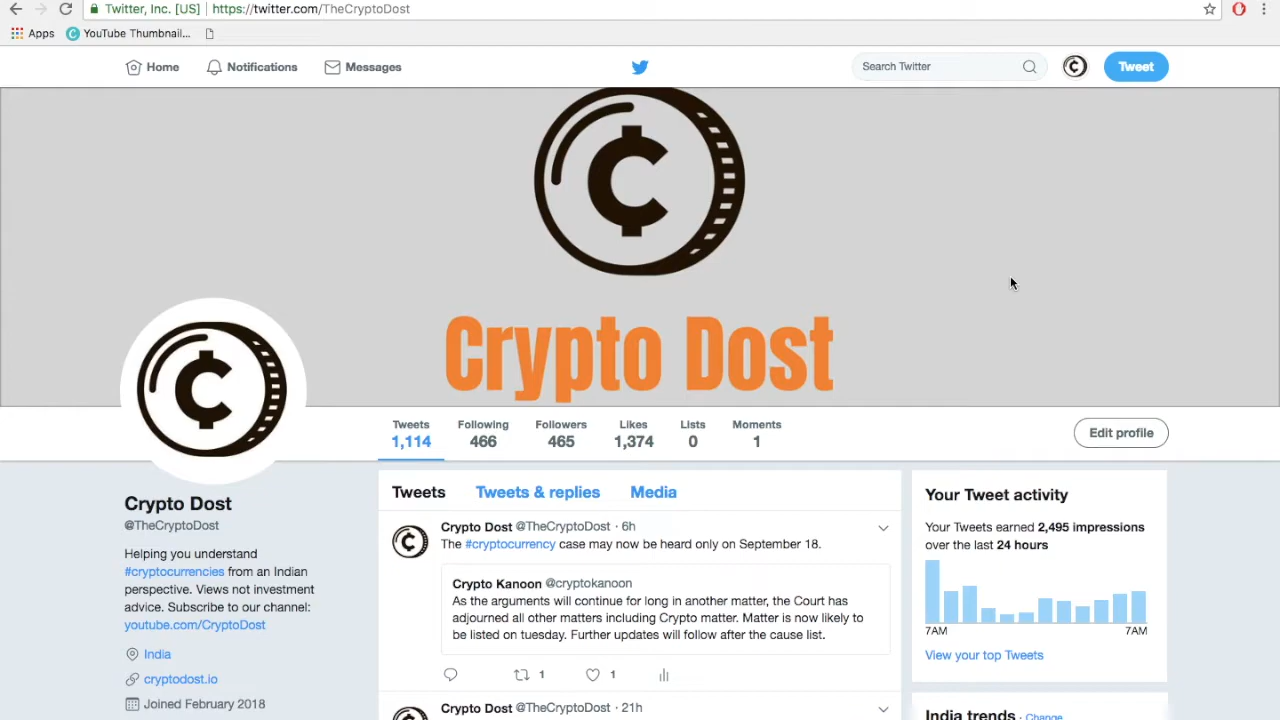 Twitter, Inc. [US] | https://twitter.com/TheCryptoDost
Apps YouTube Thumbnail...
Home Notifications Messages Search Twitter Tweet
Crypto Dost
Tweets Following Followers Likes Lists Moments
1,114 466 465 1,374 0 1
Edit profile
Crypto Dost
@TheCryptoDost
Helping you understand
#cryptocurrencies from an Indian
perspective. Views not investment
advice. Subscribe to our channel:
youtube.com/CryptoDost
India
cryptodost.io
Joined February 2018
Tweets Tweets & replies Media
Crypto Dost @TheCryptoDost · 6h
The #cryptocurrency case may now be heard only on September 18.
Crypto Kanoon @cryptokanoon
As the arguments will continue for long in another matter, the Court has
adjourned all other matters including Crypto matter. Matter is now likely to
be listed on tuesday. Further updates will follow after the cause list.
1 1
Crypto Dost @TheCryptoDost · 21h
Your Tweet activity
Your Tweets earned 2,495 impressions
over the last 24 hours
7AM 7AM
View your top Tweets
India trends · Change